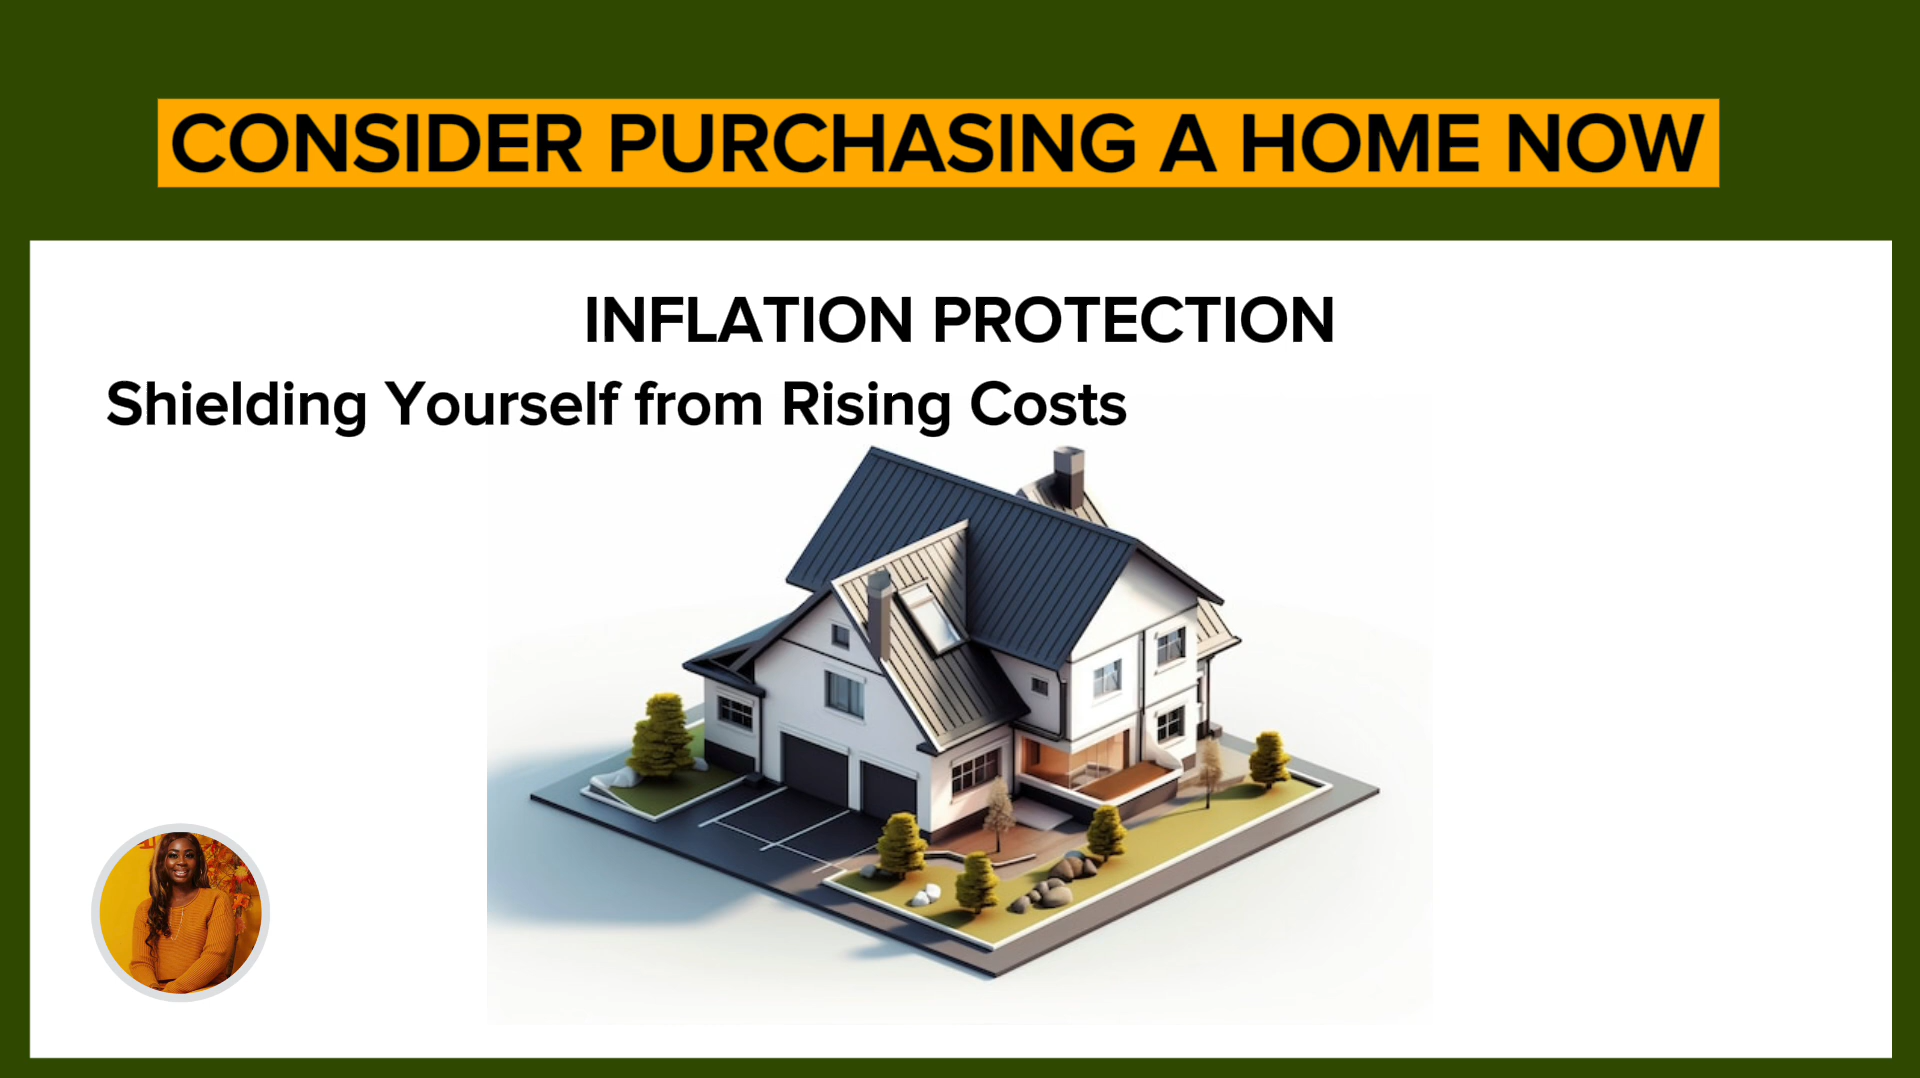 CONSIDER PURCHASING A HOME NOW
INFLATION PROTECTION
Shielding Yourself from Rising Costs